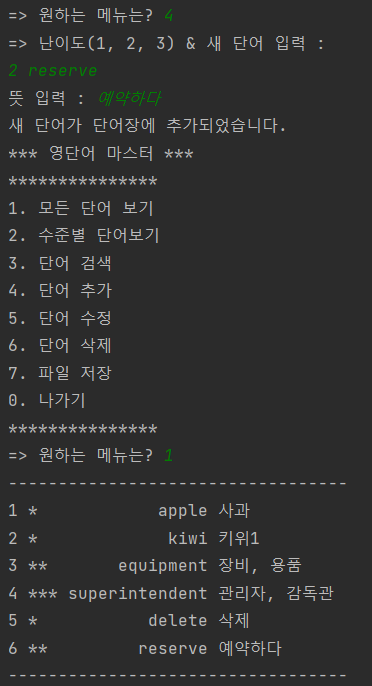 => 원하는 메뉴는? 4
=> 난이도(1, 2, 3) & 새 단어 입력 :
2 reserve
뜻 입력 : 예약하다
새 단어가 단어장에 추가되었습니다.
*** 영단어 마스터 ***
***************
1. 모든 단어 보기
2. 수준별 단어보기
3. 단어 검색
4. 단어 추가
5. 단어 수정
6. 단어 삭제
7. 파일 저장
0. 나가기
***************
=> 원하는 메뉴는? 1
----------------------------------
1 *            apple 사과
2 *             kiwi 키위1
3 **       equipment 장비, 용품
4 *** superintendent 관리자, 감독관
5 *           delete 삭제
6 **         reserve 예약하다
----------------------------------